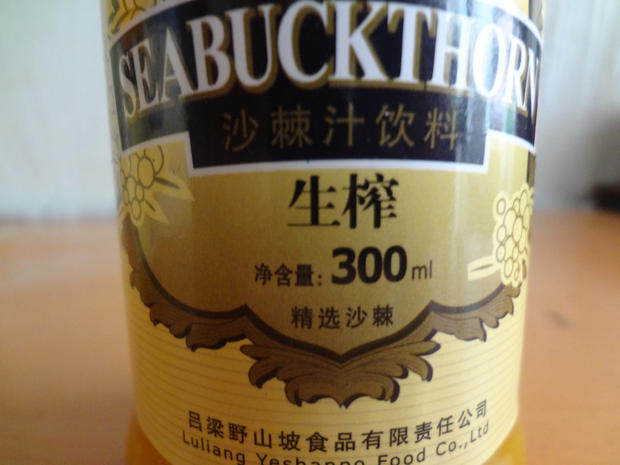 SEABUCKTHORN
沙棘汁饮料
生榨
净含量: 300ml
精选沙棘
吕梁野山坡食品有限责任公司
Luliang Yeshanpo Food Co.,Ltd